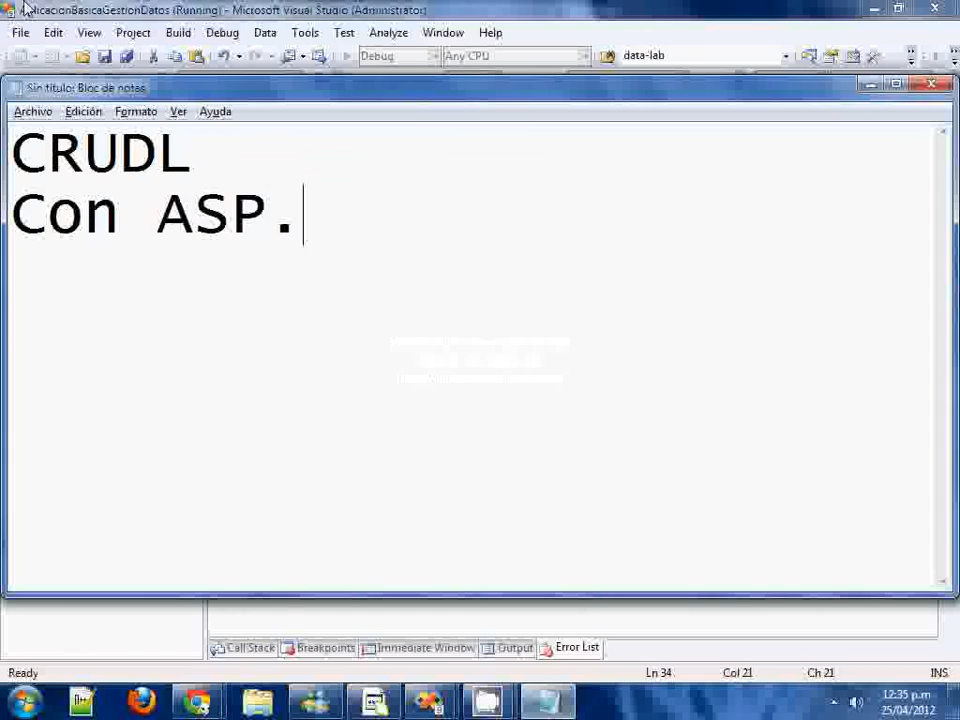 AplicacionBasicaGestionDatos (Running) - Microsoft Visual Studio (Administrator)
File Edit View Project Build Debug Data Tools Test Analyze Window Help
Debug Any CPU data-lab
Sin título: Bloc de notas
Archivo Edición Formato Ver Ayuda
CRUDL
Con ASP.
Call Stack Breakpoints Immediate Window Output Error List
Ready Ln 34 Col 21 Ch 21 INS
12:35 p.m
25/04/2012